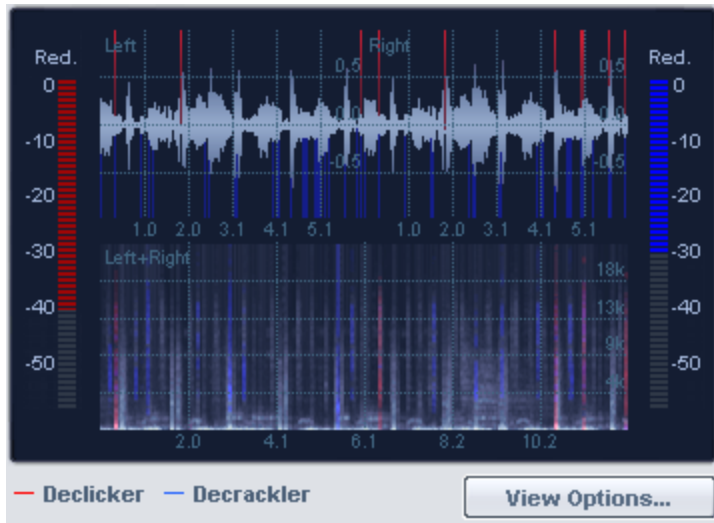 Red.
Left
Right
Red.
0
-10
-20
-30
-40
-50
0.5
0.5
0.0
0.0
-0.5
-0.5
0
-10
-20
-30
-40
-50
1.0 2.0 3.1 4.1 5.1 1.0 2.0 3.1 4.1 5.1
Left+Right
18k
13k
9k
4k
2.0 4.1 6.1 8.2 10.2
Declicker
Decrackler
View Options...